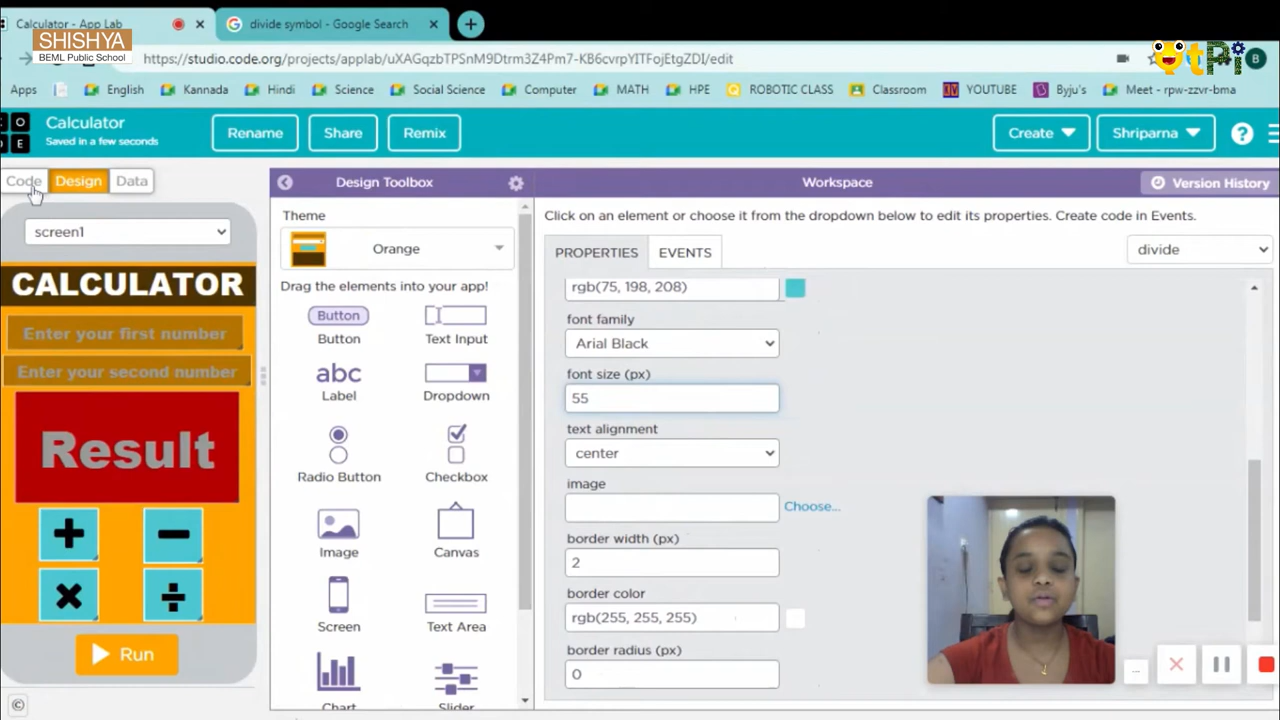 Calculator - App Lab
divide symbol - Google Search
SHISHYA
BEML Public School
https://studio.code.org/projects/applab/uXAGqzbTPSnM9Dtrm3Z4Pm7-KB6cvrpYITFojEtgZDI/edit
QtPi
B
Apps
English
Kannada
Hindi
Science
Social Science
Computer
MATH
HPE
ROBOTIC CLASS
Classroom
YOUTUBE
Byju's
Meet - rpw-zzvr-bma
C O
D E
Calculator
Saved in a few seconds
Rename
Share
Remix
Create
Shriparna
?
Code
Design
Data
Design Toolbox
Workspace
Version History
screen1
Theme
Orange
Click on an element or choose it from the dropdown below to edit its properties. Create code in Events.
PROPERTIES
EVENTS
divide
CALCULATOR
Enter your first number
Enter your second number
Result
+
−
×
÷
Run
©
Drag the elements into your app!
Button
Button
Text Input
abc
Label
Dropdown
Radio Button
Checkbox
Image
Canvas
Screen
Text Area
Chart
Slider
rgb(75, 198, 208)
font family
Arial Black
font size (px)
55
text alignment
center
image
Choose...
border width (px)
2
border color
rgb(255, 255, 255)
border radius (px)
0